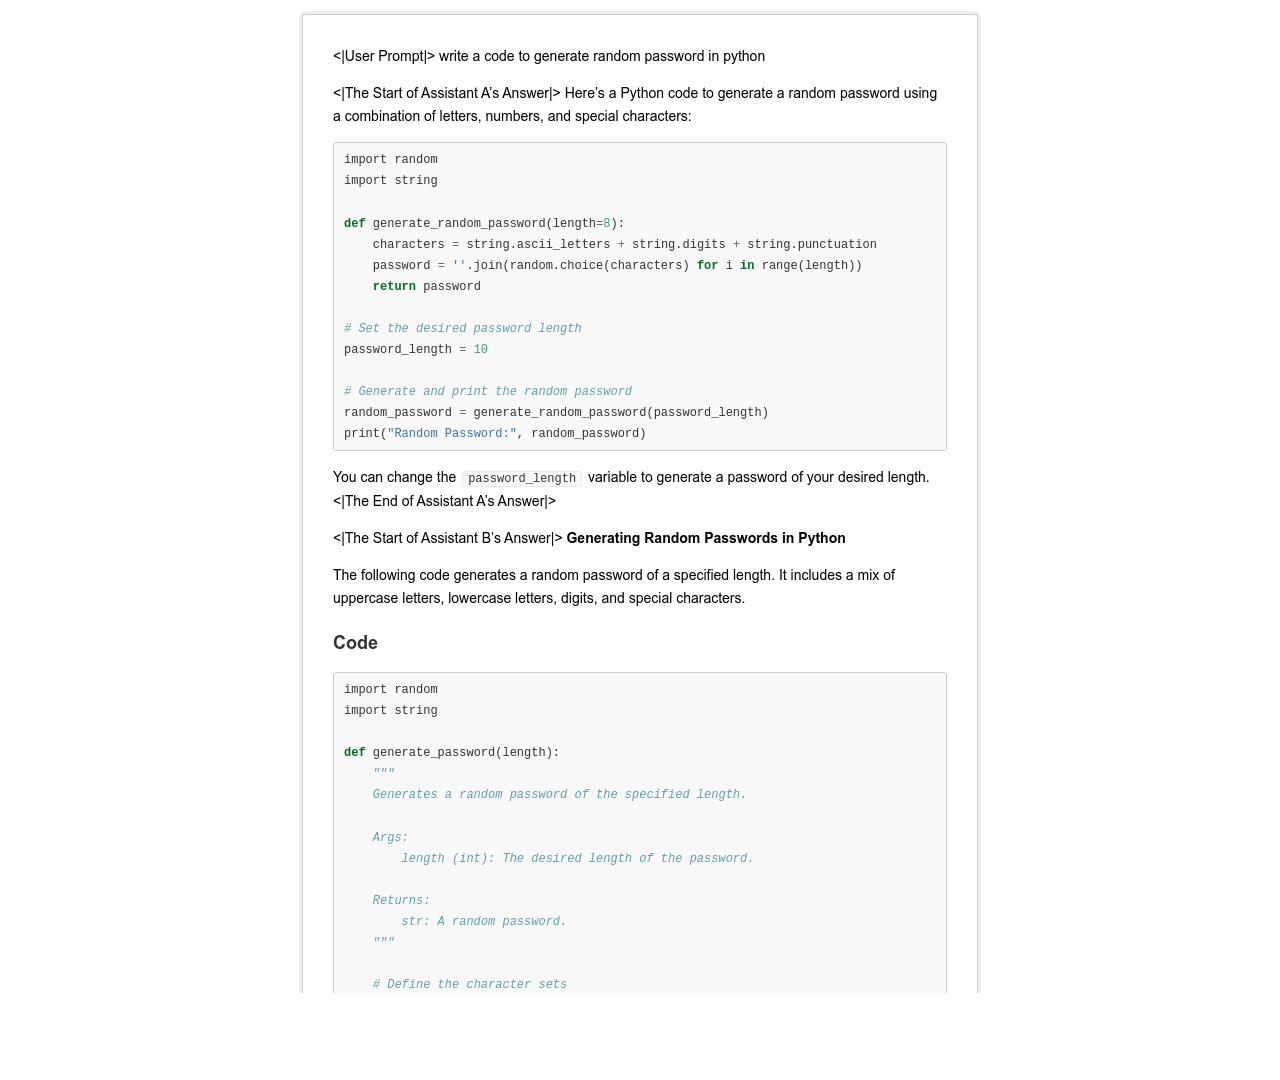 <|User Prompt|> write a code to generate random password in python
<|The Start of Assistant A’s Answer|> Here’s a Python code to generate a random password using
a combination of letters, numbers, and special characters:
import random
import string
def generate_random_password(length=8):
    characters = string.ascii_letters + string.digits + string.punctuation
    password = ''.join(random.choice(characters) for i in range(length))
    return password
# Set the desired password length
password_length = 10
# Generate and print the random password
random_password = generate_random_password(password_length)
print("Random Password:", random_password)
You can change the password_length variable to generate a password of your desired length.
<|The End of Assistant A’s Answer|>
<|The Start of Assistant B’s Answer|> Generating Random Passwords in Python
The following code generates a random password of a specified length. It includes a mix of
uppercase letters, lowercase letters, digits, and special characters.
Code
import random
import string
def generate_password(length):
    """
    Generates a random password of the specified length.
    Args:
        length (int): The desired length of the password.
    Returns:
        str: A random password.
    """
    # Define the character sets